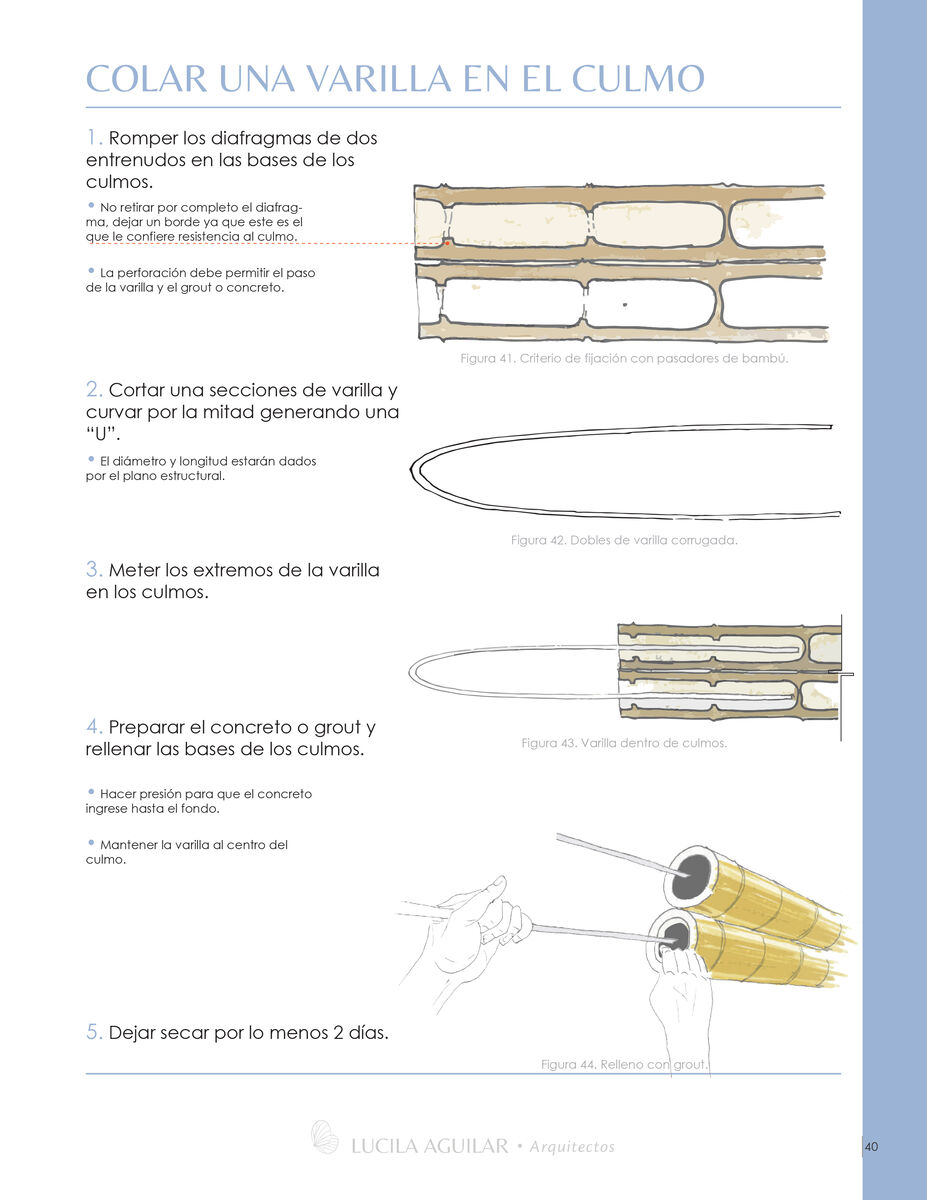 COLAR UNA VARILLA EN EL CULMO
1. Romper los diafragmas de dos
entrenudos en las bases de los
culmos.
• No retirar por completo el diafrag-
ma, dejar un borde ya que este es el
que le confiere resistencia al culmo.
• La perforación debe permitir el paso
de la varilla y el grout o concreto.
Figura 41. Criterio de fijación con pasadores de bambú.
2. Cortar una secciones de varilla y
curvar por la mitad generando una
“U”.
• El diámetro y longitud estarán dados
por el plano estructural.
Figura 42. Dobles de varilla corrugada.
3. Meter los extremos de la varilla
en los culmos.
Figura 43. Varilla dentro de culmos.
4. Preparar el concreto o grout y
rellenar las bases de los culmos.
• Hacer presión para que el concreto
ingrese hasta el fondo.
• Mantener la varilla al centro del
culmo.
5. Dejar secar por lo menos 2 días.
Figura 44. Relleno con grout.
LUCILA AGUILAR • Arquitectos
40